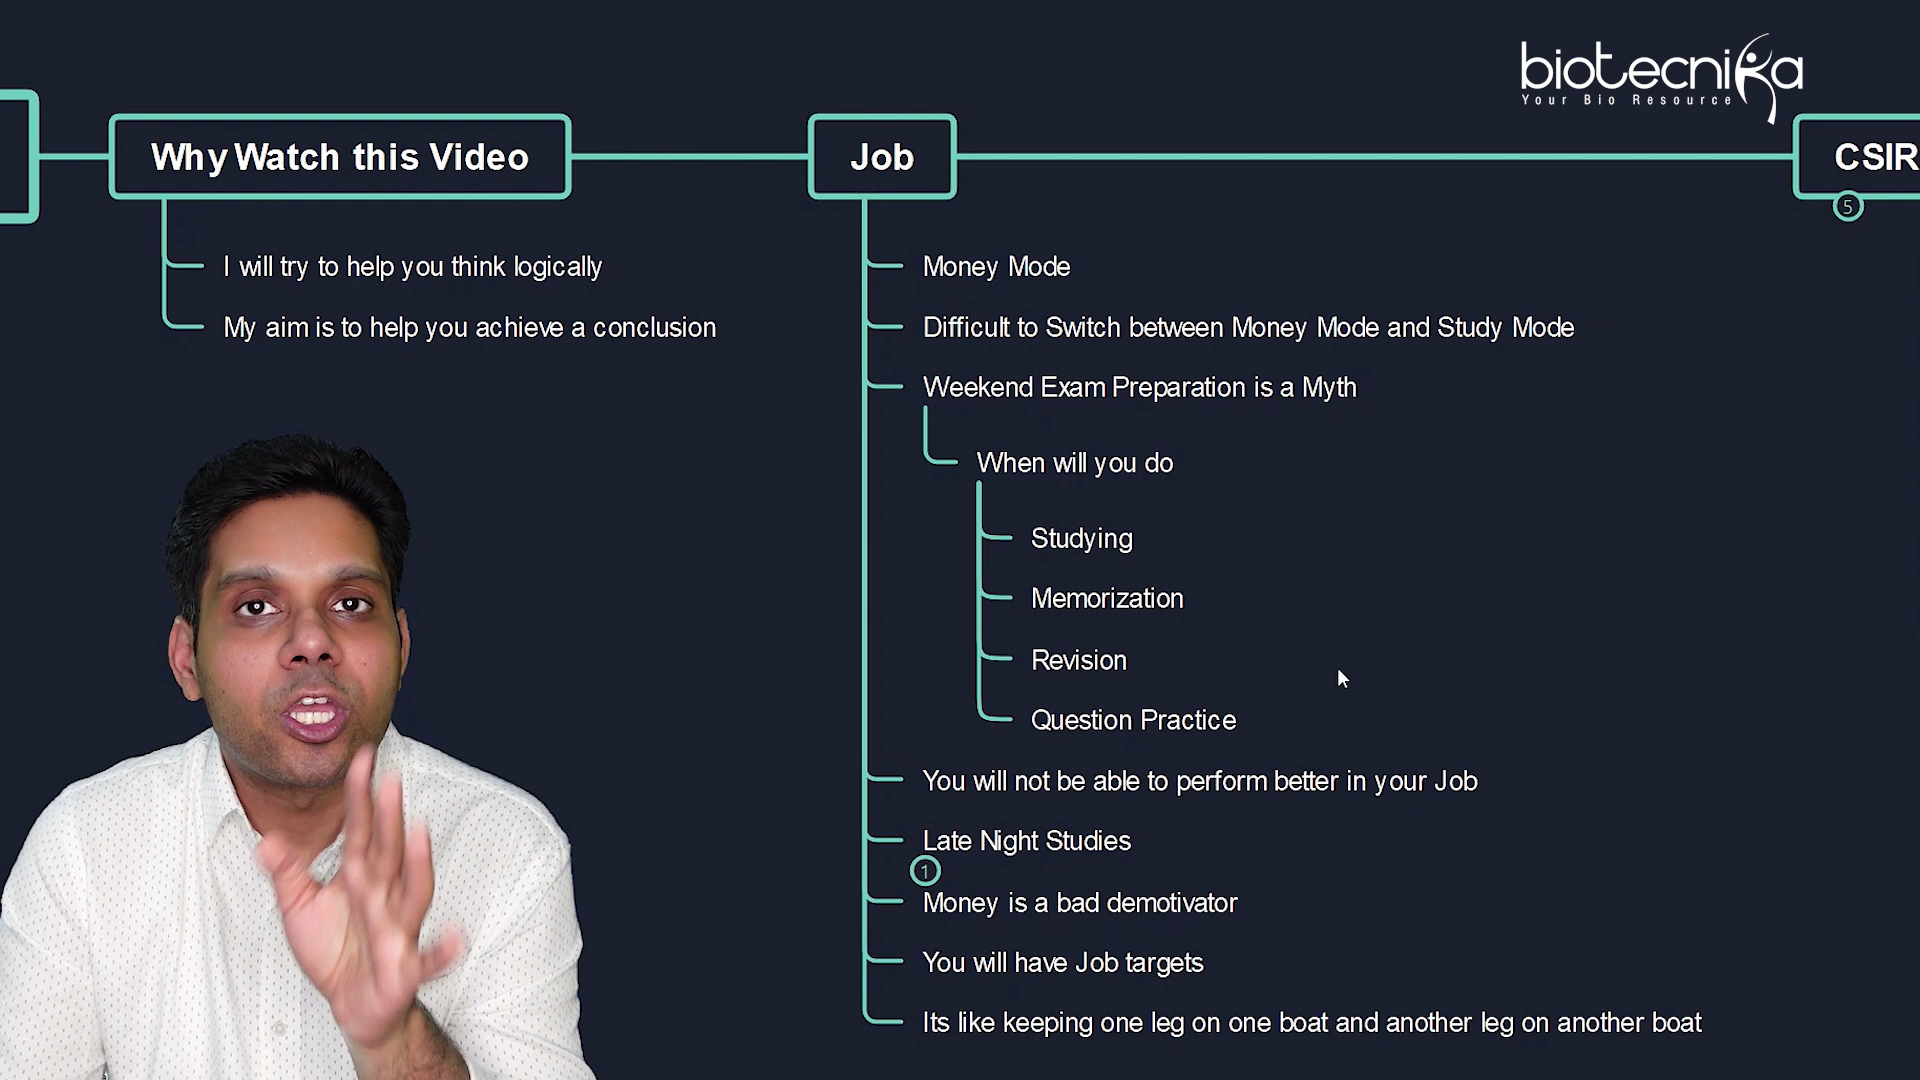 biotecnika
Your Bio Resource
Why Watch this Video
Job
CSIR
5
I will try to help you think logically
My aim is to help you achieve a conclusion
Money Mode
Difficult to Switch between Money Mode and Study Mode
Weekend Exam Preparation is a Myth
When will you do
Studying
Memorization
Revision
Question Practice
You will not be able to perform better in your Job
Late Night Studies
1
Money is a bad demotivator
You will have Job targets
Its like keeping one leg on one boat and another leg on another boat